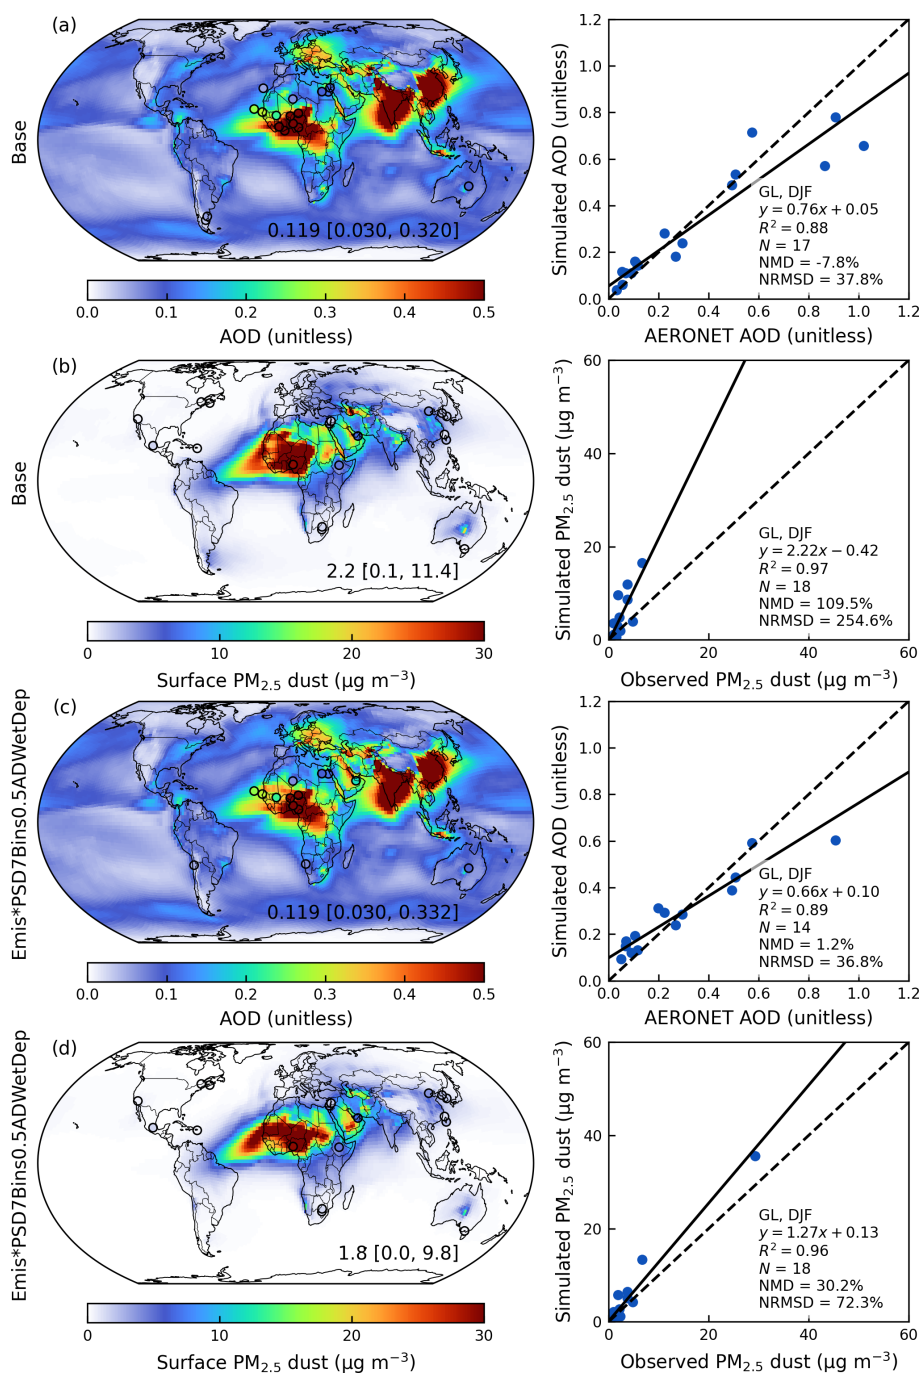 (a)
Base
0.119 [0.030, 0.320]
0.0 0.1 0.2 0.3 0.4 0.5
AOD (unitless)
1.2
1.0
0.8
0.6
0.4
0.2
0.0
Simulated AOD (unitless)
GL, DJF
y = 0.76x + 0.05
R² = 0.88
N = 17
NMD = -7.8%
NRMSD = 37.8%
0.0 0.2 0.4 0.6 0.8 1.0 1.2
AERONET AOD (unitless)
(b)
Base
2.2 [0.1, 11.4]
0 10 20 30
Surface PM₂.₅ dust (µg m⁻³)
60
40
20
0
Simulated PM₂.₅ dust (µg m⁻³)
GL, DJF
y = 2.22x − 0.42
R² = 0.97
N = 18
NMD = 109.5%
NRMSD = 254.6%
0 20 40 60
Observed PM₂.₅ dust (µg m⁻³)
(c)
Emis*PSD7Bins0.5ADWetDep
0.119 [0.030, 0.332]
0.0 0.1 0.2 0.3 0.4 0.5
AOD (unitless)
1.2
1.0
0.8
0.6
0.4
0.2
0.0
Simulated AOD (unitless)
GL, DJF
y = 0.66x + 0.10
R² = 0.89
N = 14
NMD = 1.2%
NRMSD = 36.8%
0.0 0.2 0.4 0.6 0.8 1.0 1.2
AERONET AOD (unitless)
(d)
Emis*PSD7Bins0.5ADWetDep
1.8 [0.0, 9.8]
0 10 20 30
Surface PM₂.₅ dust (µg m⁻³)
60
40
20
0
Simulated PM₂.₅ dust (µg m⁻³)
GL, DJF
y = 1.27x + 0.13
R² = 0.96
N = 18
NMD = 30.2%
NRMSD = 72.3%
0 20 40 60
Observed PM₂.₅ dust (µg m⁻³)